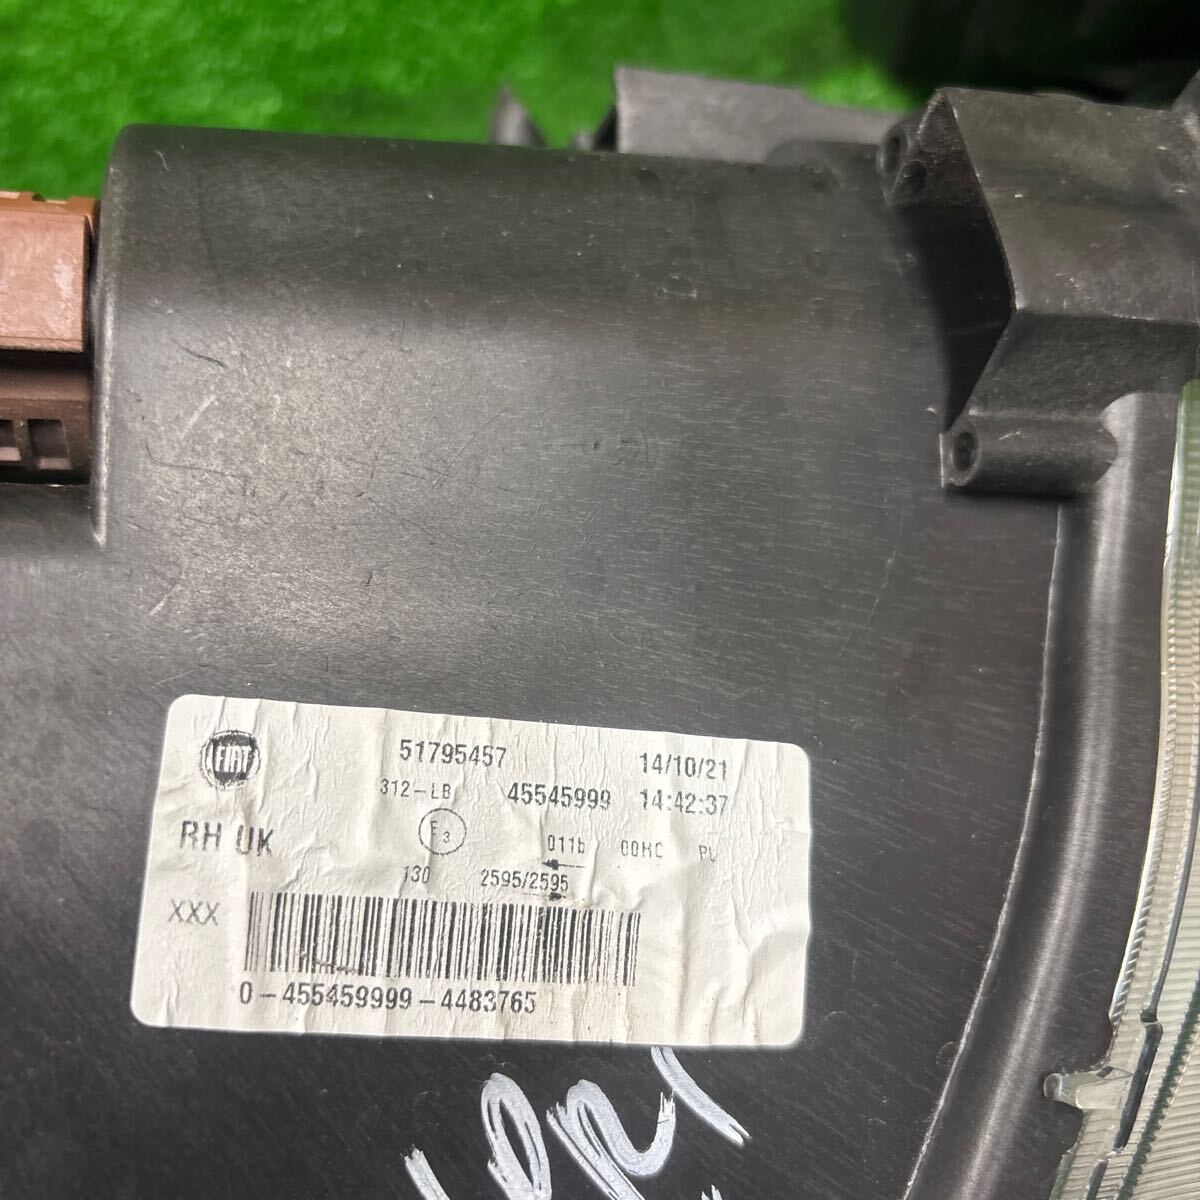 FIAT
51795457 14/10/21
312-LB 45545999 14:42:37
RH UK
E3
011b 00HC PL
130 2595/2595
XXX
0-455459999-4483765